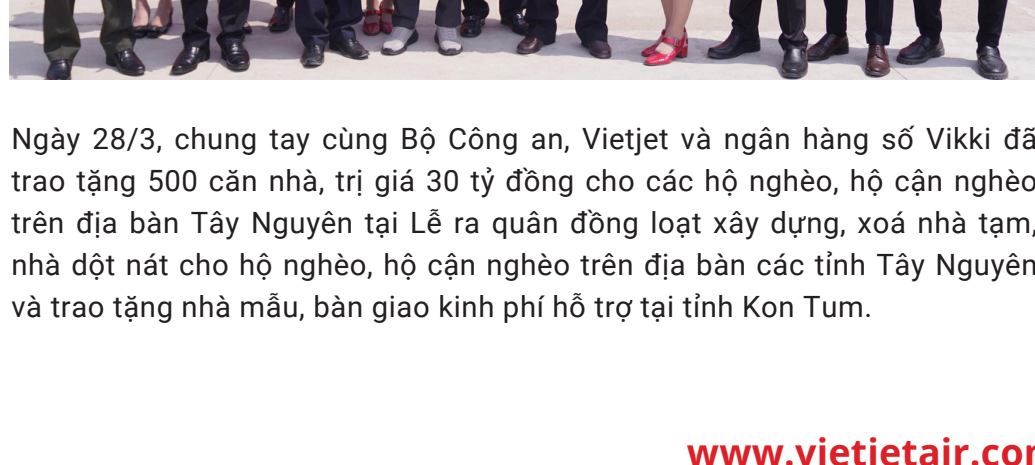 Ngày 28/3, chung tay cùng Bộ Công an, Vietjet và ngân hàng số Vikki đã
trao tặng 500 căn nhà, trị giá 30 tỷ đồng cho các hộ nghèo, hộ cận nghèo
trên địa bàn Tây Nguyên tại Lễ ra quân đồng loạt xây dựng, xoá nhà tạm,
nhà dột nát cho hộ nghèo, hộ cận nghèo trên địa bàn các tỉnh Tây Nguyên
và trao tặng nhà mẫu, bàn giao kinh phí hỗ trợ tại tỉnh Kon Tum.
www.vietjetair.com